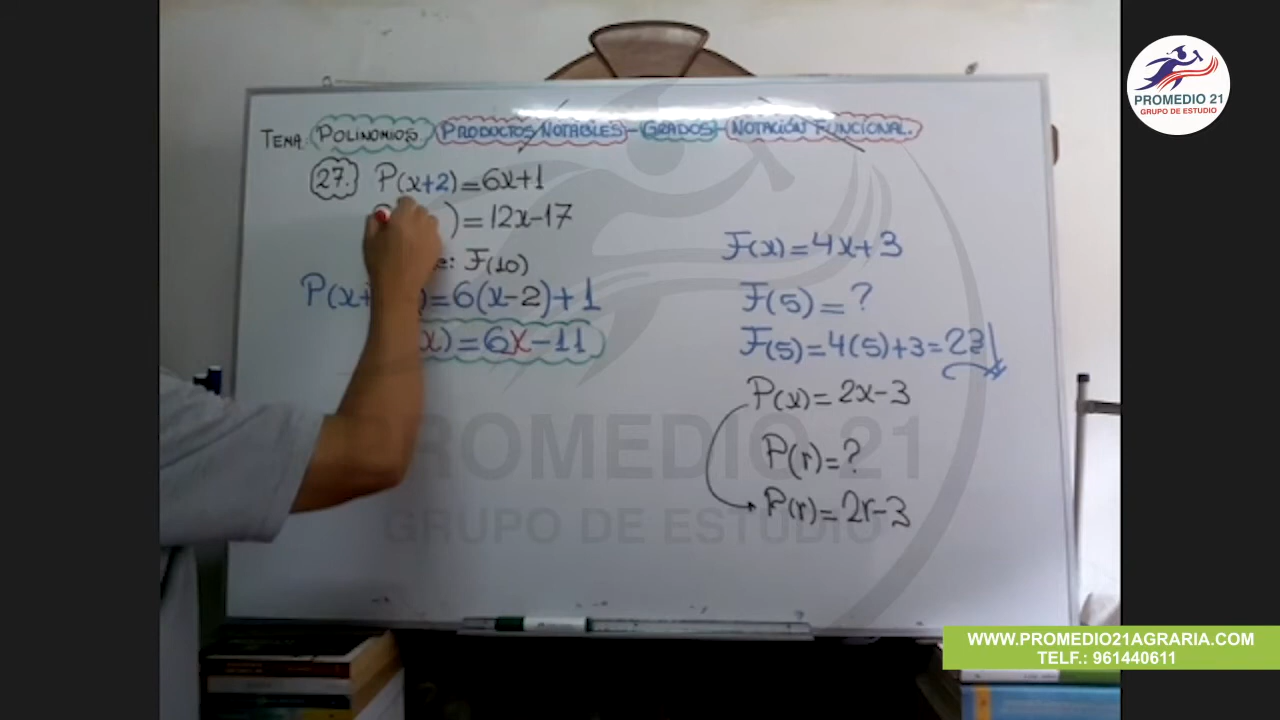 PROMEDIO 21
GRUPO DE ESTUDIO
TEMA: POLINOMIOS - PRODUCTOS NOTABLES - GRADOS - NOTACIÓN FUNCIONAL.
27. P(x+2)=6x+1
)=12x-17
e: F(10)
P(x+ )=6(x-2)+1
x)=6x-11
F(x)=4x+3
F(5)=?
F(5)=4(5)+3=23
P(x)=2x-3
P(r)=?
P(r)=2r-3
PROMEDIO 21
GRUPO DE ESTUDIO
WWW.PROMEDIO21AGRARIA.COM
TELF.: 961440611